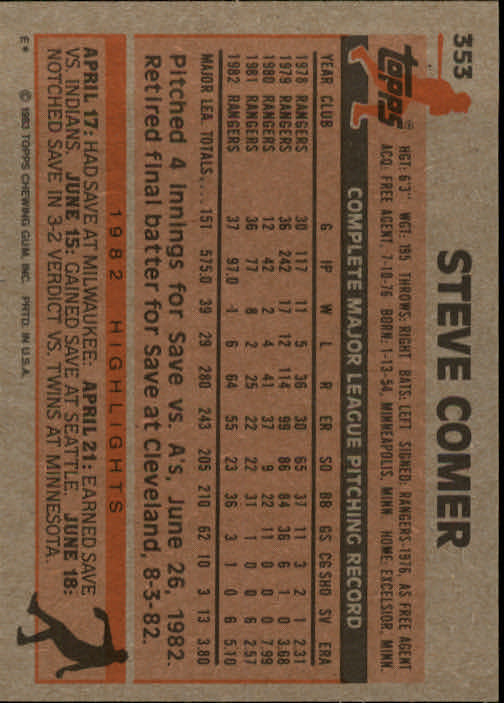 353
topps®
STEVE COMER
HGT: 6'3" WGT: 195 THROWS: RIGHT BATS: LEFT SIGNED: RANGERS-1976, AS FREE AGENT
ACQ: FREE AGENT, 7-10-76 BORN: 1-13-54, MINNEAPOLIS, MINN HOME: EXCELSIOR, MINN.
COMPLETE MAJOR LEAGUE PITCHING RECORD
YEAR CLUB G IP W L R ER SO BB GS CG SHO SV ERA
1978 RANGERS 30 117 11 5 36 30 65 37 11 3 2 1 2.31
1979 RANGERS 36 242 17 12 114 99 86 84 36 6 1 0 3.68
1980 RANGERS 12 42 2 4 41 37 9 22 11 0 0 0 7.99
1981 RANGERS 36 77 8 2 25 22 22 31 1 0 0 6 2.57
1982 RANGERS 37 97.0 1 6 64 55 23 36 3 1 0 6 5.10
MAJOR LEA. TOTALS.... 151 575.0 39 29 280 243 205 210 62 10 3 13 3.80
Pitched 4 Innings for Save vs. A's, June 26, 1982.
Retired final batter for Save at Cleveland, 8-3-82.
1982 HIGHLIGHTS
APRIL 17: HAD SAVE AT MILWAUKEE. APRIL 21: EARNED SAVE
VS. INDIANS. JUNE 15: GAINED SAVE AT SEATTLE. JUNE 18:
NOTCHED SAVE IN 3-2 VERDICT VS. TWINS AT MINNESOTA.
E* © 1983 TOPPS CHEWING GUM, INC. PRTD. IN U.S.A.